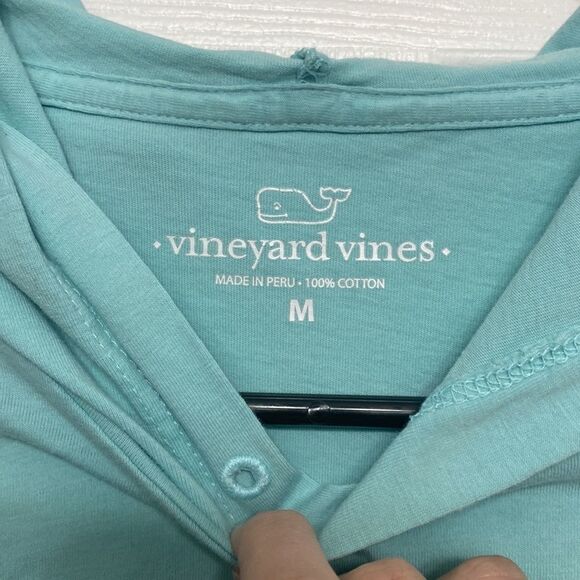 • vineyard vines •
MADE IN PERU • 100% COTTON
M